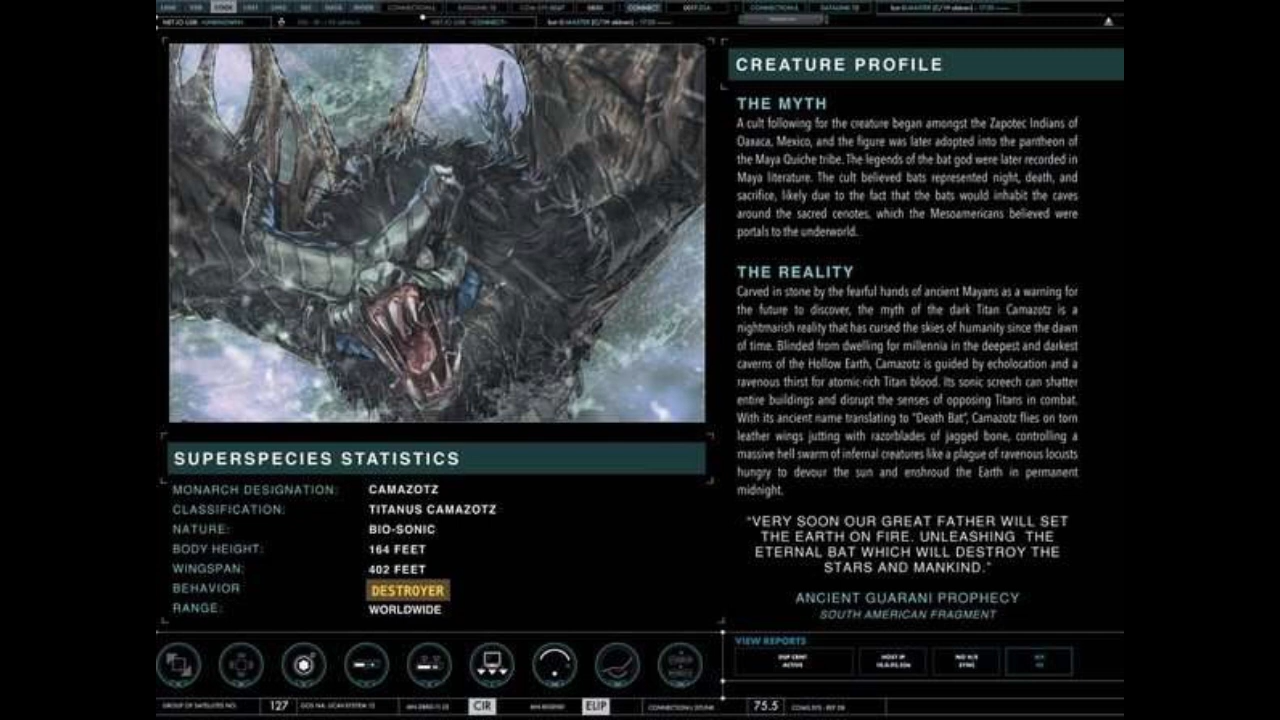 CREATURE PROFILE
THE MYTH
A cult following for the creature began amongst the Zapotec Indians of
Oaxaca, Mexico, and the figure was later adopted into the pantheon of
the Maya Quiche tribe. The legends of the bat god were later recorded in
Maya literature. The cult believed bats represented night, death, and
sacrifice, likely due to the fact that the bats would inhabit the caves
around the sacred cenotes, which the Mesoamericans believed were
portals to the underworld.
THE REALITY
Carved in stone by the fearful hands of ancient Mayans as a warning for
the future to discover, the myth of the dark Titan Camazotz is a
nightmarish reality that has cursed the skies of humanity since the dawn
of time. Blinded from dwelling for millennia in the deepest and darkest
caverns of the Hollow Earth, Camazotz is guided by echolocation and a
ravenous thirst for atomic-rich Titan blood. Its sonic screech can shatter
entire buildings and disrupt the senses of opposing Titans in combat.
With its ancient name translating to "Death Bat", Camazotz flies on torn
leather wings jutting with razorblades of jagged bone, controlling a
massive hell swarm of infernal creatures like a plague of ravenous locusts
hungry to devour the sun and enshroud the Earth in permanent
midnight.
"VERY SOON OUR GREAT FATHER WILL SET
THE EARTH ON FIRE. UNLEASHING THE
ETERNAL BAT WHICH WILL DESTROY THE
STARS AND MANKIND."
ANCIENT GUARANI PROPHECY
SOUTH AMERICAN FRAGMENT
SUPERSPECIES STATISTICS
MONARCH DESIGNATION: CAMAZOTZ
CLASSIFICATION: TITANUS CAMAZOTZ
NATURE: BIO-SONIC
BODY HEIGHT: 164 FEET
WINGSPAN: 402 FEET
BEHAVIOR DESTROYER
RANGE: WORLDWIDE
VIEW REPORTS
ACTIVE
HOST IP
SYNC
GROUP OF SATELLITES NO. 127 CIR ELIP 75.5